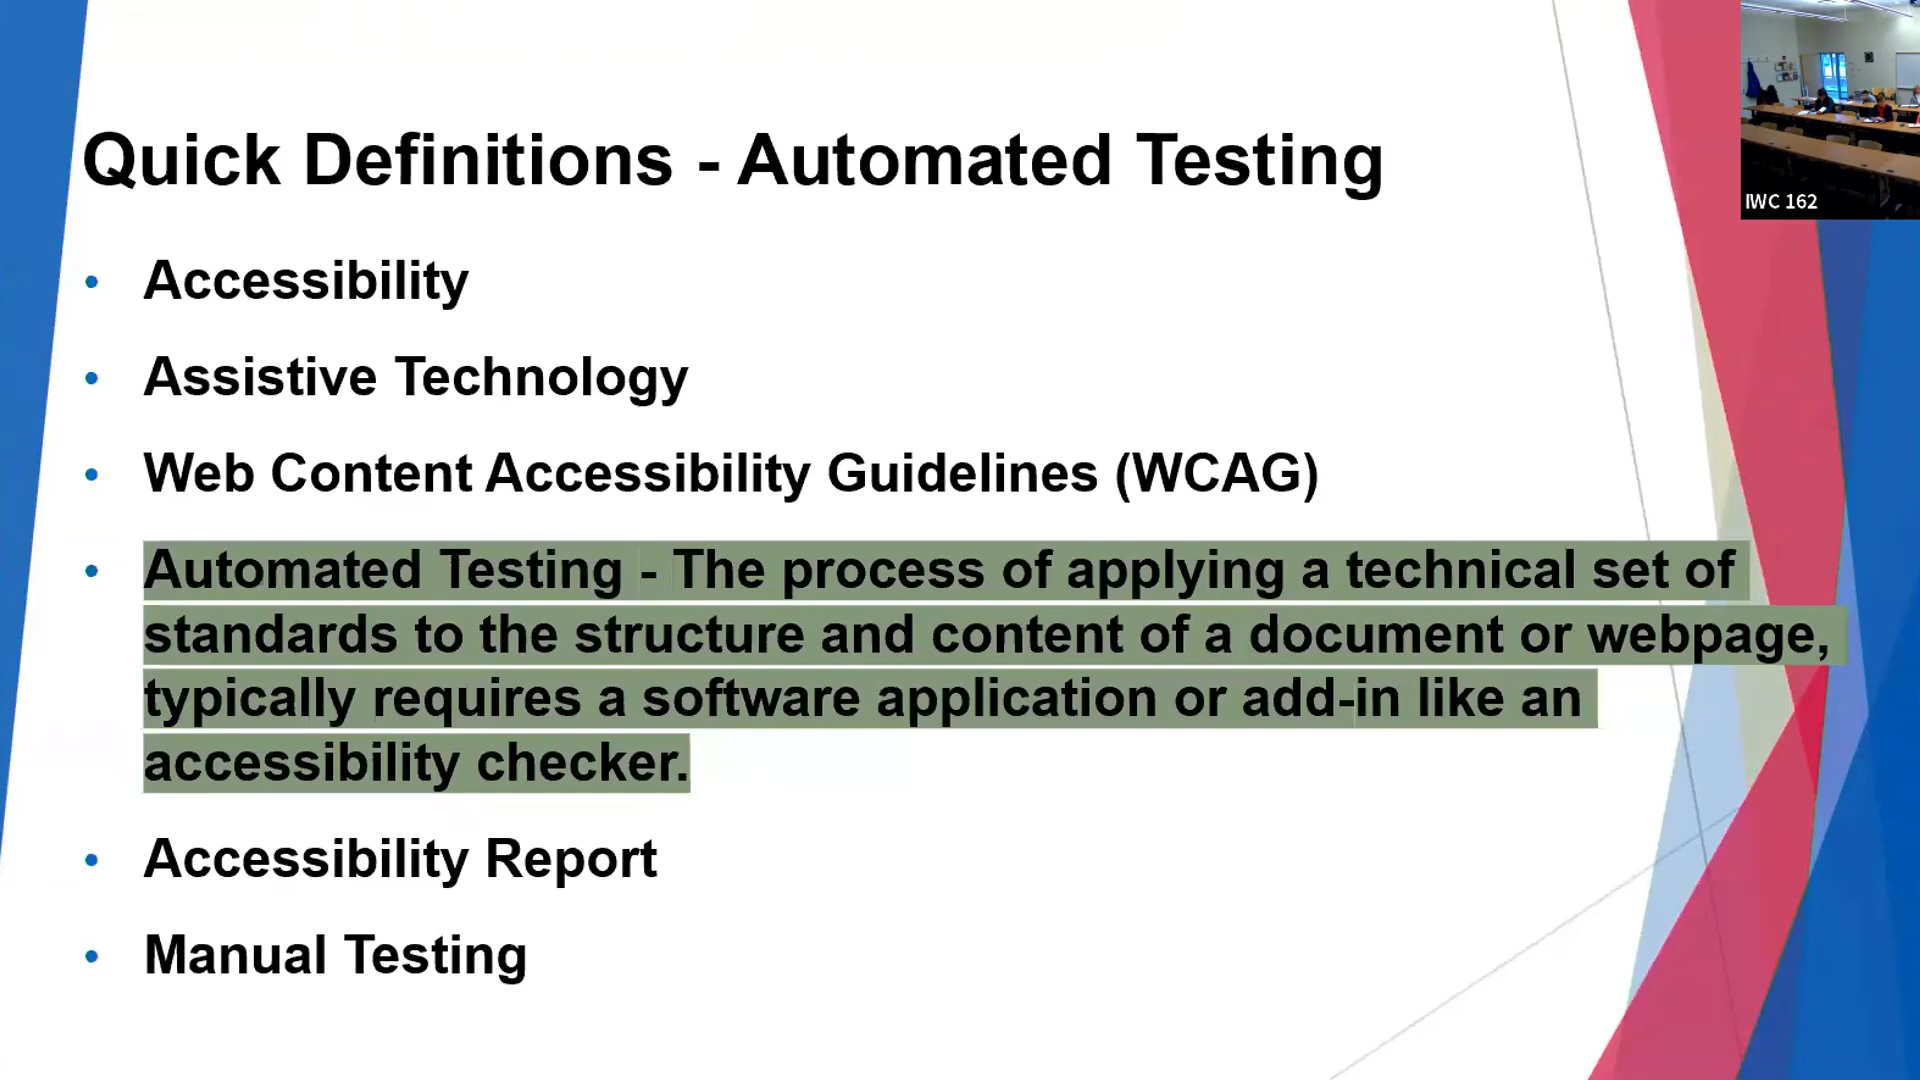 Quick Definitions - Automated Testing
IWC 162
• Accessibility
• Assistive Technology
• Web Content Accessibility Guidelines (WCAG)
• Automated Testing - The process of applying a technical set of
standards to the structure and content of a document or webpage,
typically requires a software application or add-in like an
accessibility checker.
• Accessibility Report
• Manual Testing